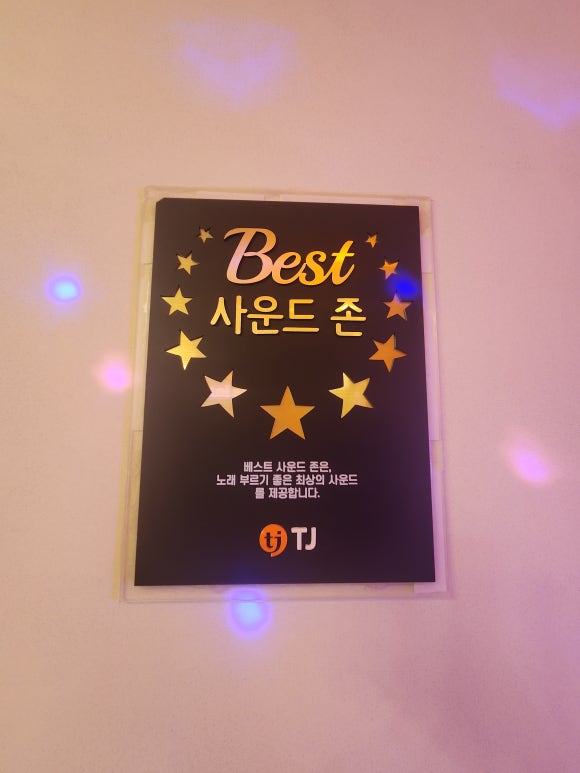 Best
사운드 존
베스트 사운드 존은,
노래 부르기 좋은 최상의 사운드
를 제공합니다.
tj TJ